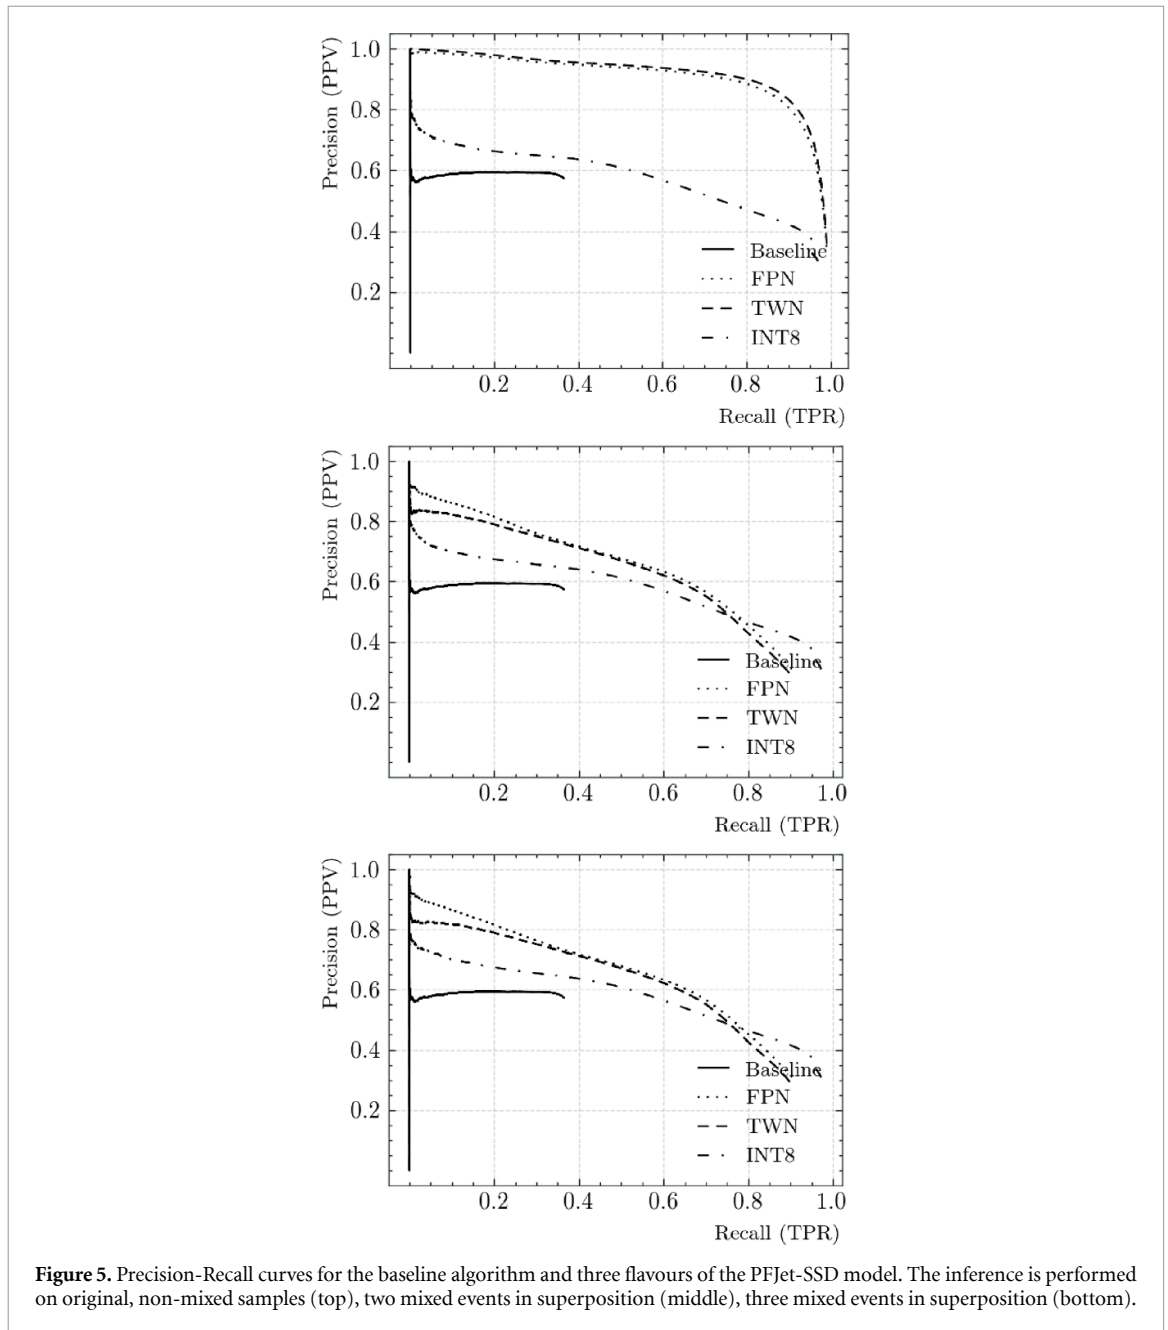 Precision (PPV)
1.0
0.8
0.6
0.4
0.2
Baseline
FPN
TWN
INT8
0.2 0.4 0.6 0.8 1.0
Recall (TPR)
Precision (PPV)
1.0
0.8
0.6
0.4
0.2
Baseline
FPN
TWN
INT8
0.2 0.4 0.6 0.8 1.0
Recall (TPR)
Precision (PPV)
1.0
0.8
0.6
0.4
0.2
Baseline
FPN
TWN
INT8
0.2 0.4 0.6 0.8 1.0
Recall (TPR)
Figure 5. Precision-Recall curves for the baseline algorithm and three flavours of the PFJet-SSD model. The inference is performed
on original, non-mixed samples (top), two mixed events in superposition (middle), three mixed events in superposition (bottom).